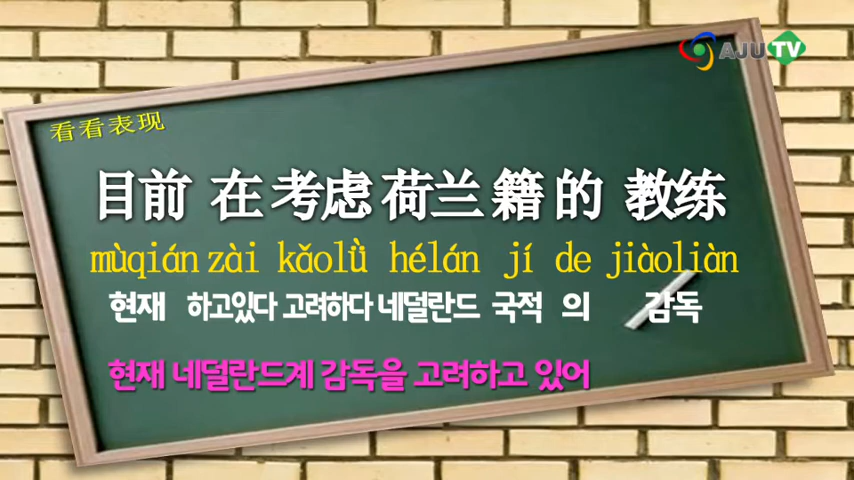 AJU TV
看看表现
目前 在 考虑 荷兰 籍 的 教练
mùqián zài kǎolǜ hélán jí de jiàoliàn
현재 하고있다 고려하다 네덜란드 국적 의 감독
현재 네덜란드계 감독을 고려하고 있어